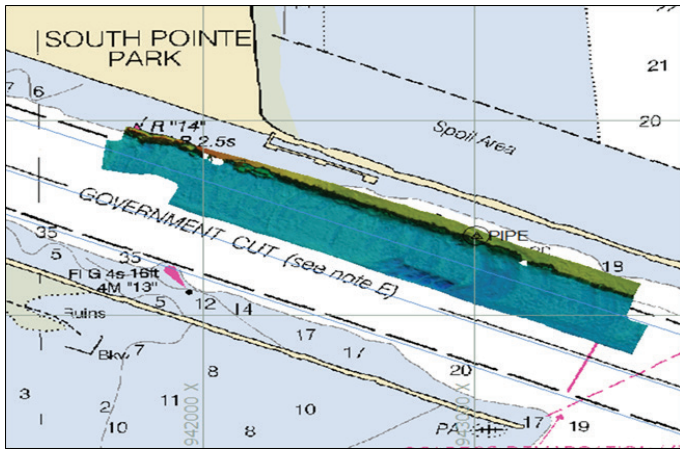 SOUTH POINTE
PARK
21
7
6
20
R "14"
2.5s
Spoil Area
GOVERNMENT CUT (see note E)
PIPE
35
5
35
19
Fl G 4s 16ft
4M "13"
5
12
14
Ruins
17
17
Bkw
7
8
20
3
2
11
10
10
8
942000 X
PA
17
19